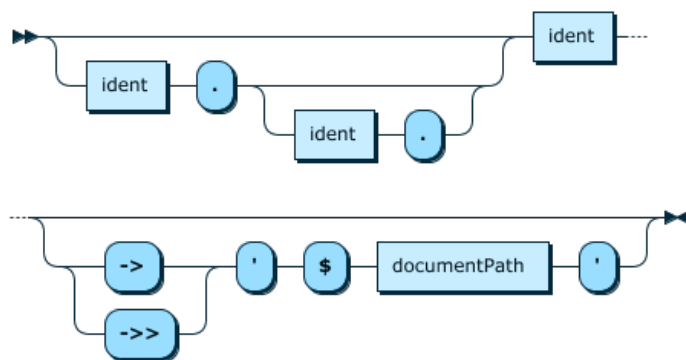 ident
ident .
ident .
-> ' $ documentPath '
->>